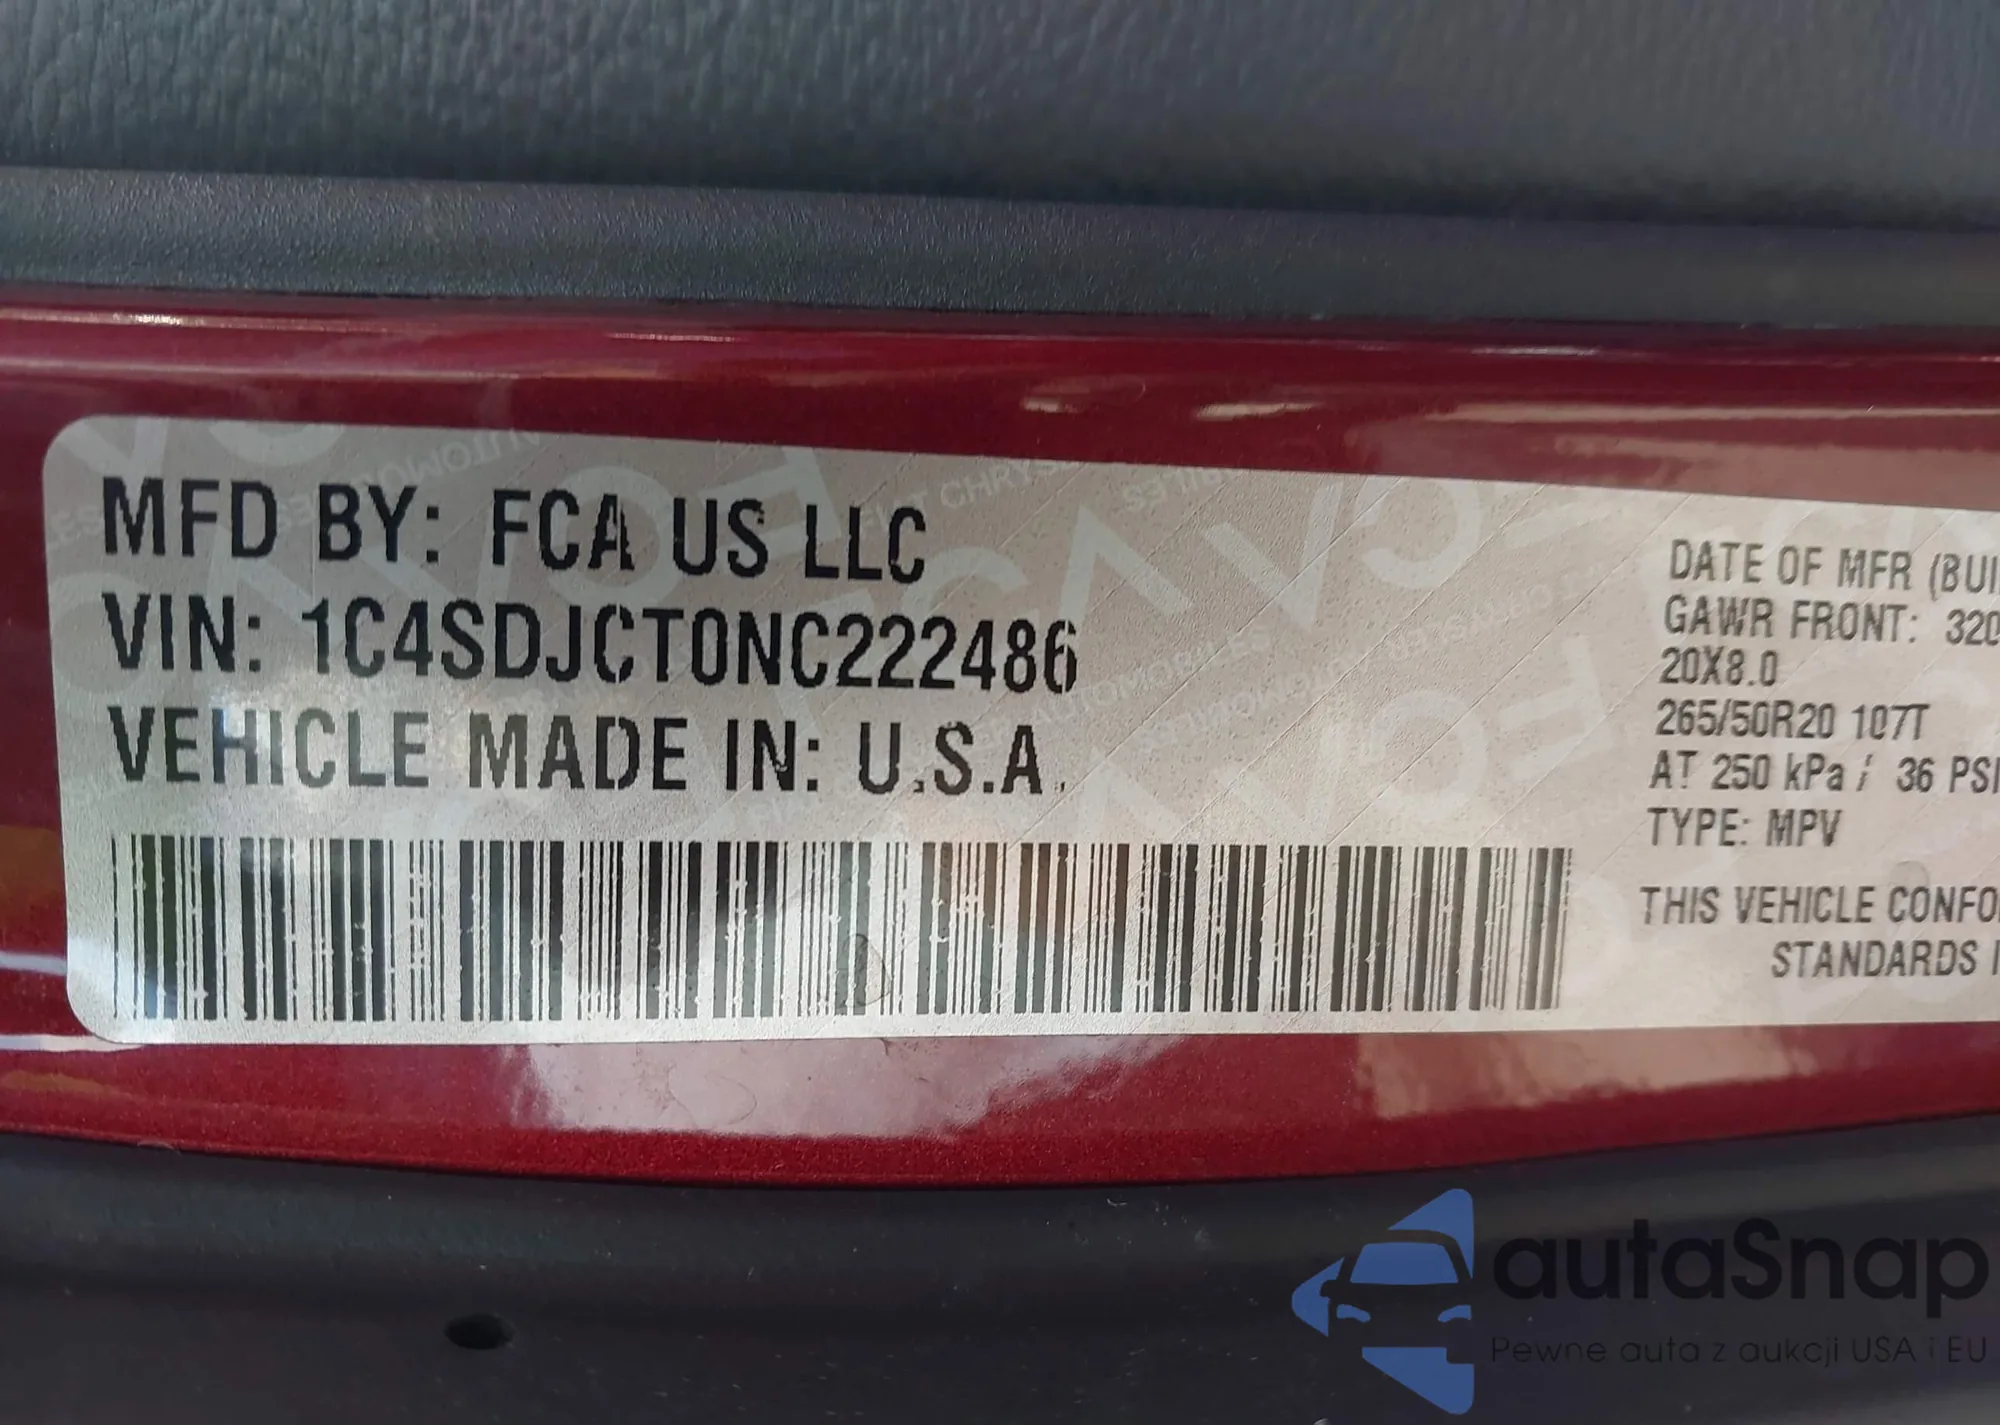 MFD BY: FCA US LLC
VIN: 1C4SDJCT0NC222486
VEHICLE MADE IN: U.S.A.
DATE OF MFR (BUI
GAWR FRONT: 320
20X8.0
265/50R20 107T
AT 250 kPa / 36 PSI
TYPE: MPV
THIS VEHICLE CONFO
STANDARDS
autaSnap
Pewne auta z aukcji USA i EU